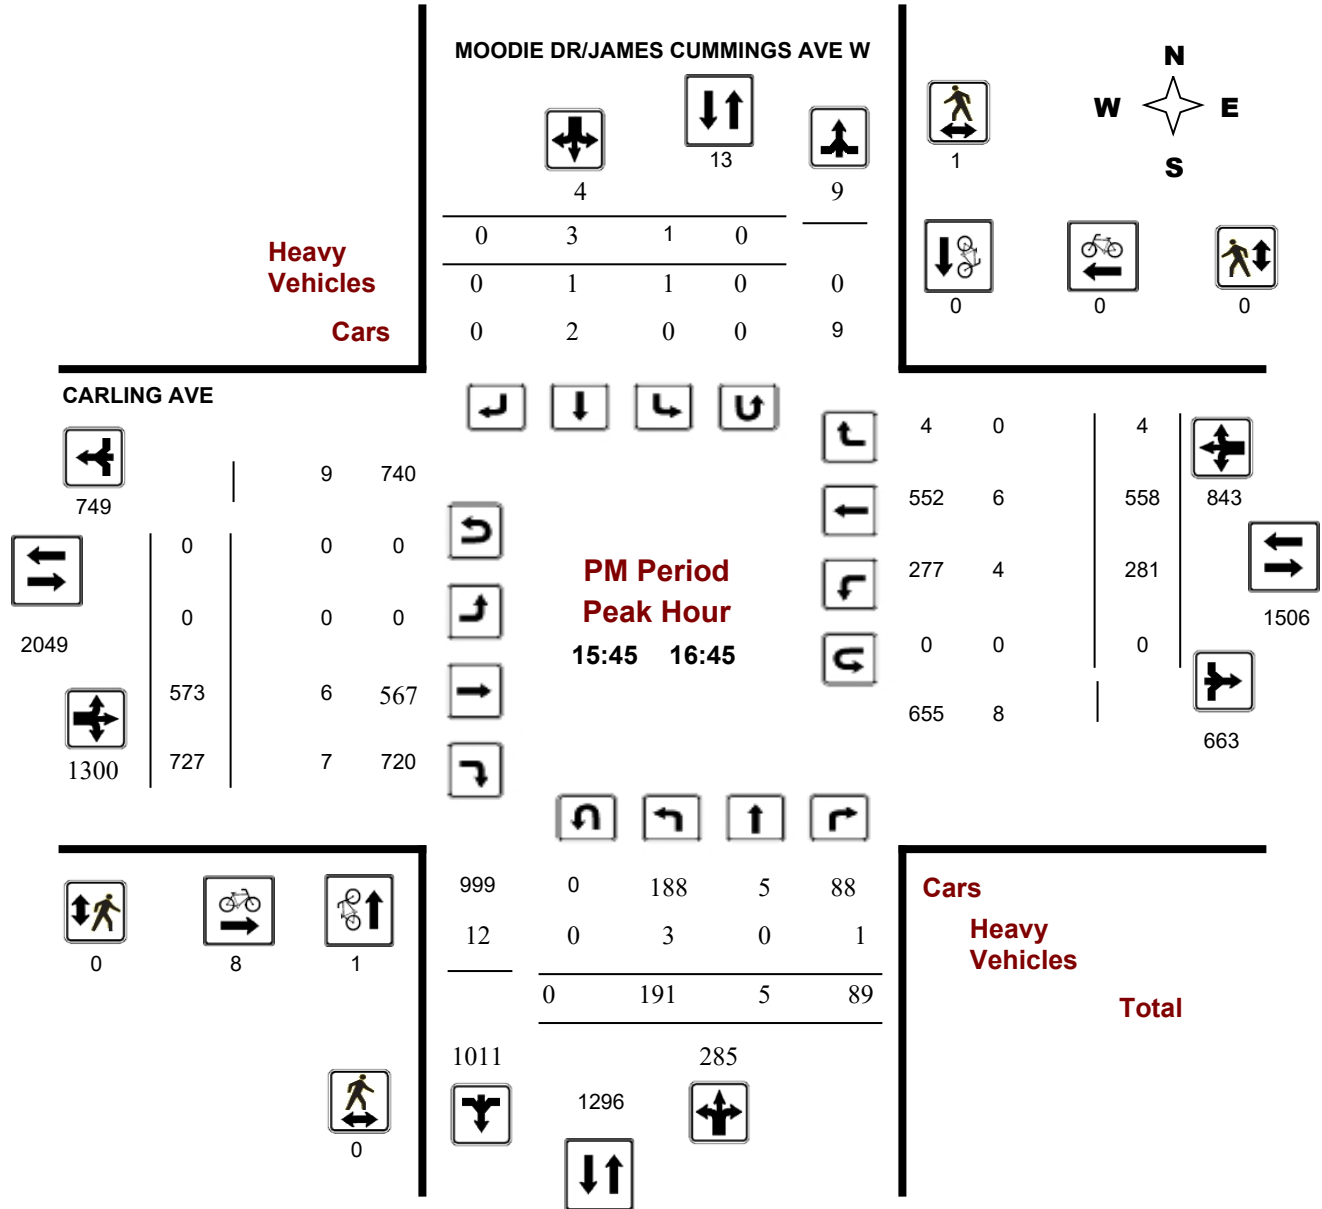 MOODIE DR/JAMES CUMMINGS AVE W
N
W E
S
13
1
4 9
0 3 1 0
Heavy
Vehicles
0 1 1 0 0
0 0 0
Cars
0 2 0 0 9
CARLING AVE
4 0 4
9 740
749
552 6 558 843
0 0 0
PM Period
277 4 281
Peak Hour
0 0 0
1506
2049
15:45 16:45
0 0 0
573 6 567
655 8
663
1300 727 7 720
999 0 188 5 88
Cars
12 0 3 0 1
Heavy
Vehicles
0 8 1
0 191 5 89
Total
1011 285
1296
0